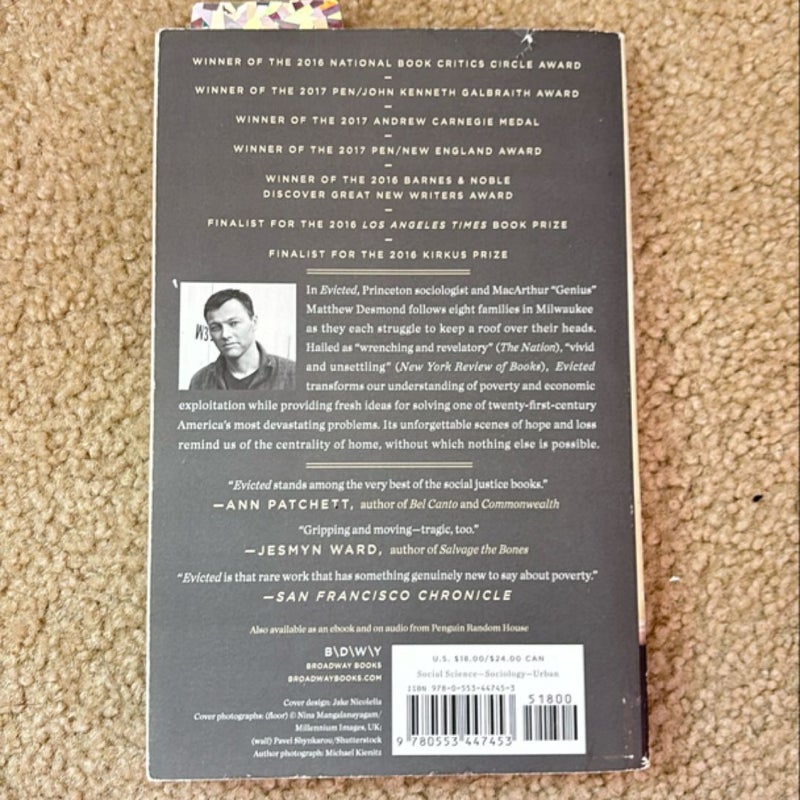 WINNER OF THE 2016 NATIONAL BOOK CRITICS CIRCLE AWARD
WINNER OF THE 2017 PEN/JOHN KENNETH GALBRAITH AWARD
WINNER OF THE 2017 ANDREW CARNEGIE MEDAL
WINNER OF THE 2017 PEN/NEW ENGLAND AWARD
WINNER OF THE 2016 BARNES & NOBLE
DISCOVER GREAT NEW WRITERS AWARD
FINALIST FOR THE 2016 LOS ANGELES TIMES BOOK PRIZE
FINALIST FOR THE 2016 KIRKUS PRIZE
In Evicted, Princeton sociologist and MacArthur “Genius”
Matthew Desmond follows eight families in Milwaukee
as they each struggle to keep a roof over their heads.
Hailed as “wrenching and revelatory” (The Nation), “vivid
and unsettling” (New York Review of Books), Evicted
transforms our understanding of poverty and economic
exploitation while providing fresh ideas for solving one of twenty-first-century
America’s most devastating problems. Its unforgettable scenes of hope and loss
remind us of the centrality of home, without which nothing else is possible.
W3
“Evicted stands among the very best of the social justice books.”
—ANN PATCHETT, author of Bel Canto and Commonwealth
“Gripping and moving—tragic, too.”
—JESMYN WARD, author of Salvage the Bones
“Evicted is that rare work that has something genuinely new to say about poverty.”
—SAN FRANCISCO CHRONICLE
Also available as an ebook and on audio from Penguin Random House
B\D\W\Y
BROADWAY BOOKS
BROADWAYBOOKS.COM
Cover design: Jake Nicolella
Cover photographs: (floor) © Nina Mangalanayagam/
Millennium Images, UK;
(wall) Pavel Shynkarou/Shutterstock
Author photograph: Michael Kienitz
U.S. $18.00/$24.00 CAN
Social Science—Sociology—Urban
ISBN 978-0-553-44745-3
51800
9 780553 447453